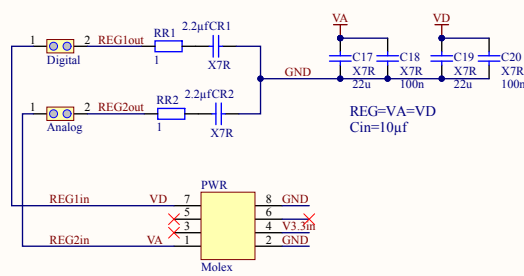 2.2µfCR1
VA
VD
1
2
REG1out
RR1
C17
C18
C19
C20
Digital
1
X7R
GND
X7R
X7R
X7R
X7R
22u
100n
22u
100n
2.2µfCR2
1
2
REG2out
RR2
REG=VA=VD
Analog
1
X7R
Cin=10µf
PWR
REG1in
VD
7
8
GND
5
6
3
4
V3.3in
REG2in
VA
1
2
GND
Molex